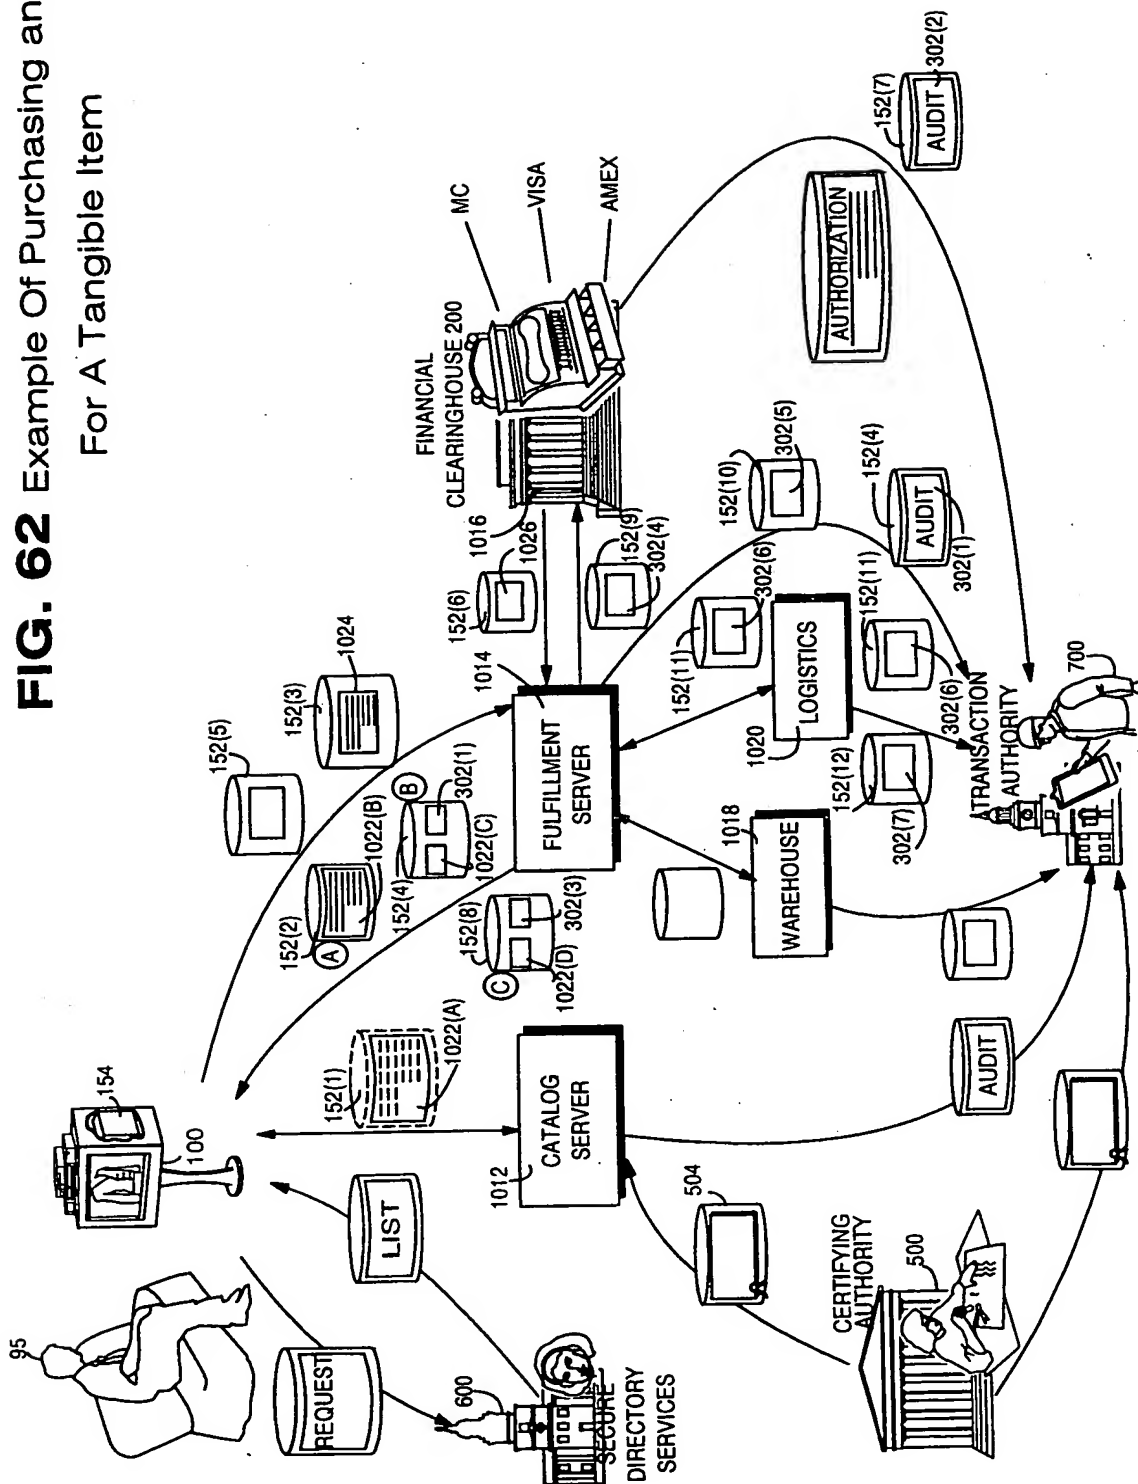 FIG. 62 Example Of Purchasing an
For A Tangible Item
95
154
100
REQUEST
LIST
600
SECURE
DIRECTORY
SERVICES
152(1)
1022(A)
1012
CATALOG
SERVER
504
CERTIFYING
AUTHORITY
500
AUDIT
152(5)
152(3)
1024
152(2)
A
1022(B)
152(4)
B
302(1)
1022(C)
152(8)
C
302(3)
1022(D)
1014
FULFILLMENT
SERVER
152(6)
1026
1016
152(9)
302(4)
FINANCIAL
CLEARINGHOUSE 200
MC
VISA
AMEX
1018
WAREHOUSE
152(11)
302(6)
1020
LOGISTICS
152(10)
302(5)
152(4)
AUDIT
302(1)
152(11)
302(6)
152(12)
302(7)
TRANSACTION
AUTHORITY
700
AUTHORIZATION
152(7)
AUDIT
302(2)